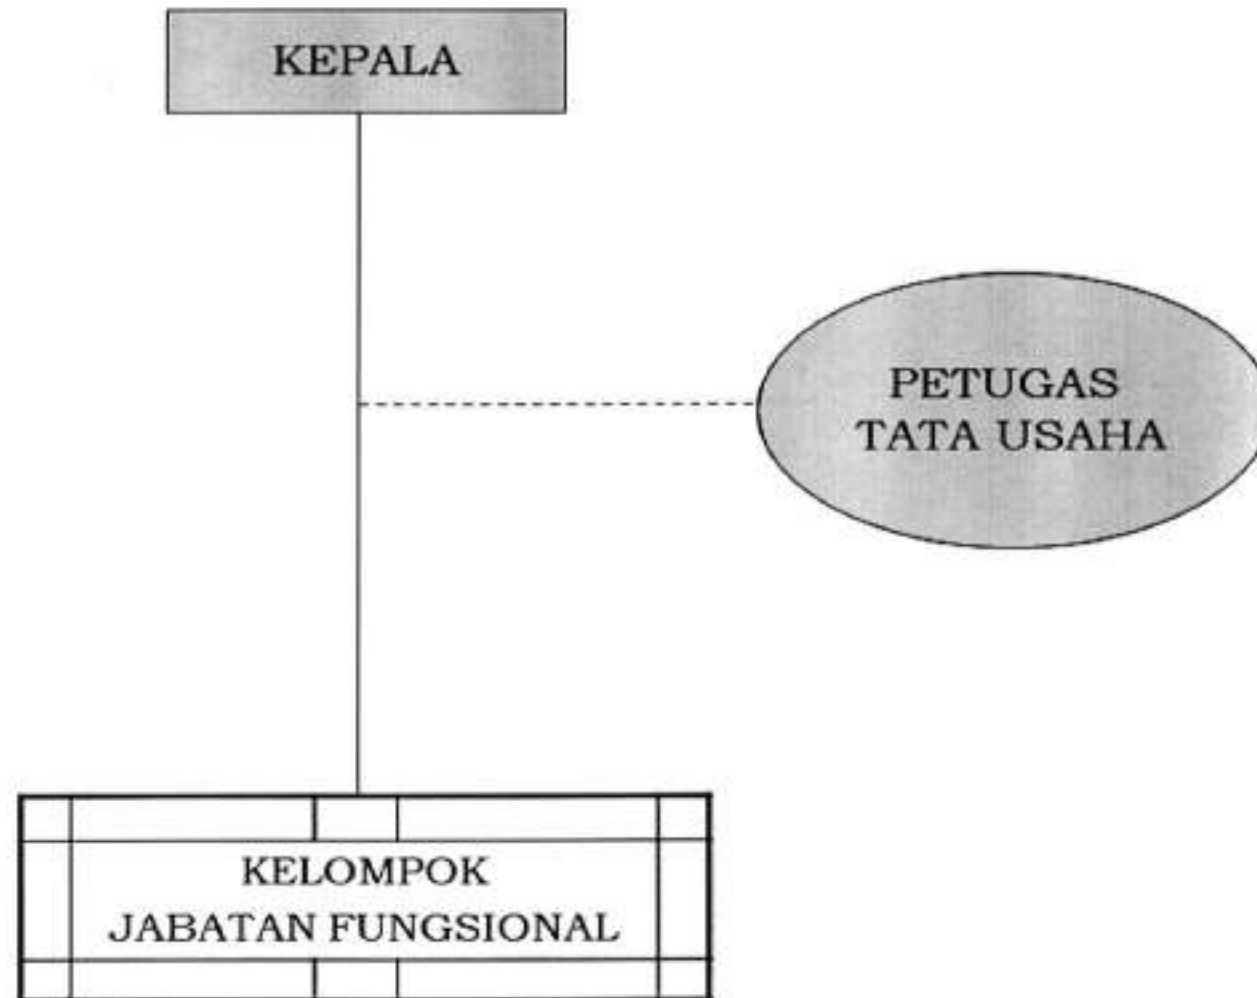 KEPALA
PETUGAS
TATA USAHA
KELOMPOK
JABATAN FUNGSIONAL